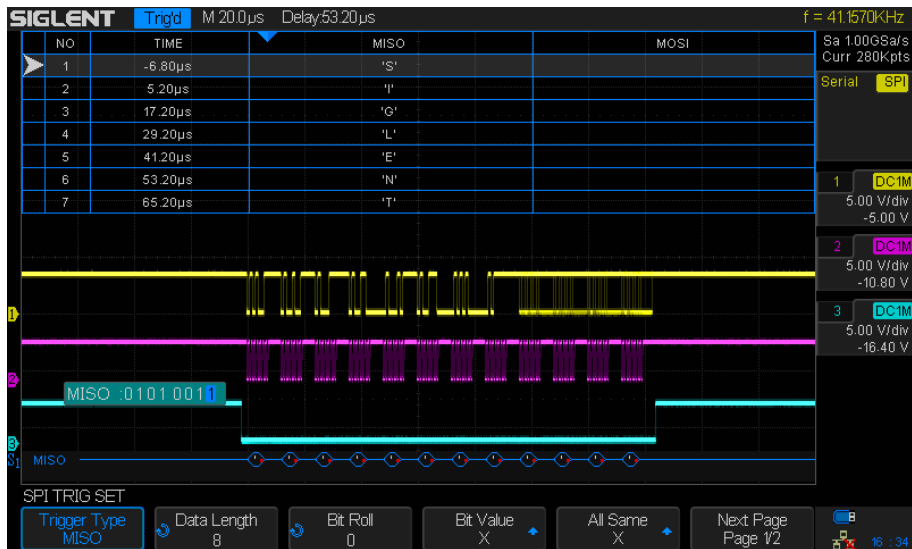 SIGLENT Trig'd M 20.0µs Delay:53.20µs f = 41.1570KHz
Sa 1.00GSa/s
Curr 280Kpts
Serial SPI
NO TIME MISO MOSI
1 -6.80µs 'S'
2 5.20µs 'I'
3 17.20µs 'G'
4 29.20µs 'L'
5 41.20µs 'E'
6 53.20µs 'N'
7 65.20µs 'T'
1 DC1M
5.00 V/div
-5.00 V
2 DC1M
5.00 V/div
-10.80 V
3 DC1M
5.00 V/div
-16.40 V
1
2
MISO :0101 0011
3
S1 MISO
SPI TRIG SET
Trigger Type
MISO
Data Length
8
Bit Roll
0
Bit Value
X
All Same
X
Next Page
Page 1/2
16 : 34